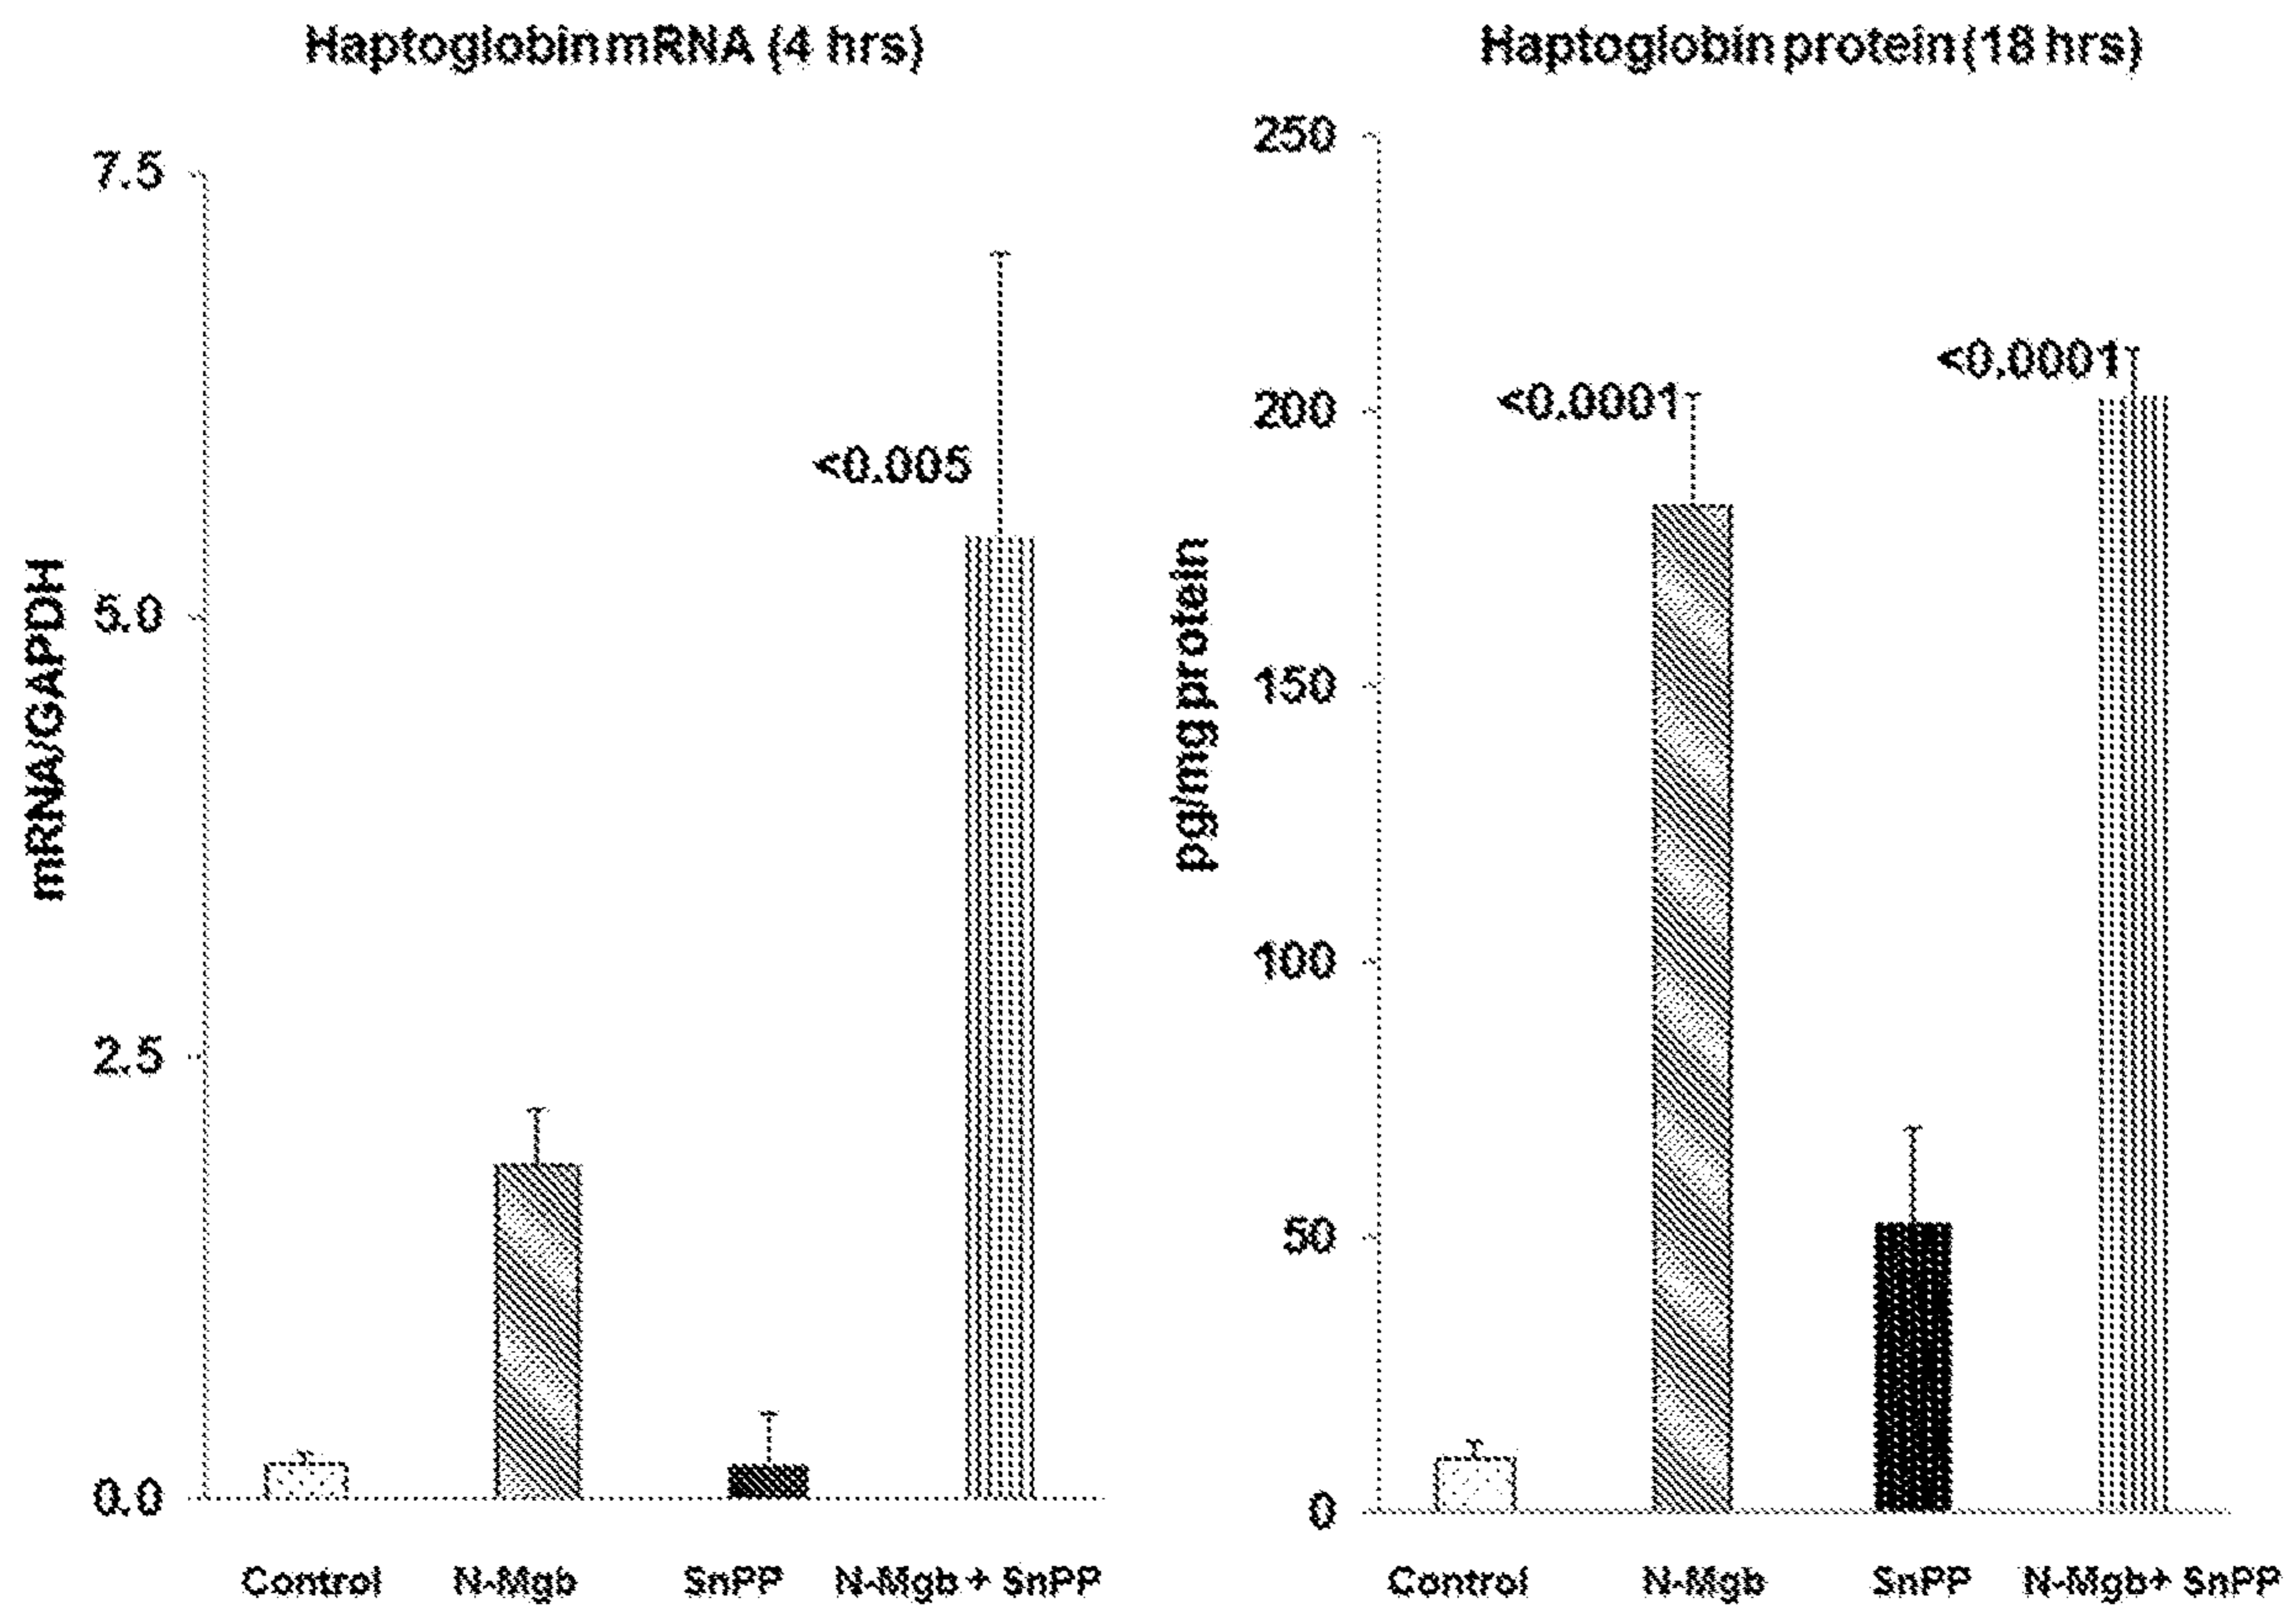 Haptoglobin mRNA (4 hrs)
7.5
5.0
2.5
0.0
mRNA/GAPDH
<0.005
Control N-Mgb SnPP N-Mgb + SnPP
Haptoglobin protein (18 hrs)
250
200
150
100
50
0
pg/mg protein
<0.0001
<0.0001
Control N-Mgb SnPP N-Mgb+ SnPP